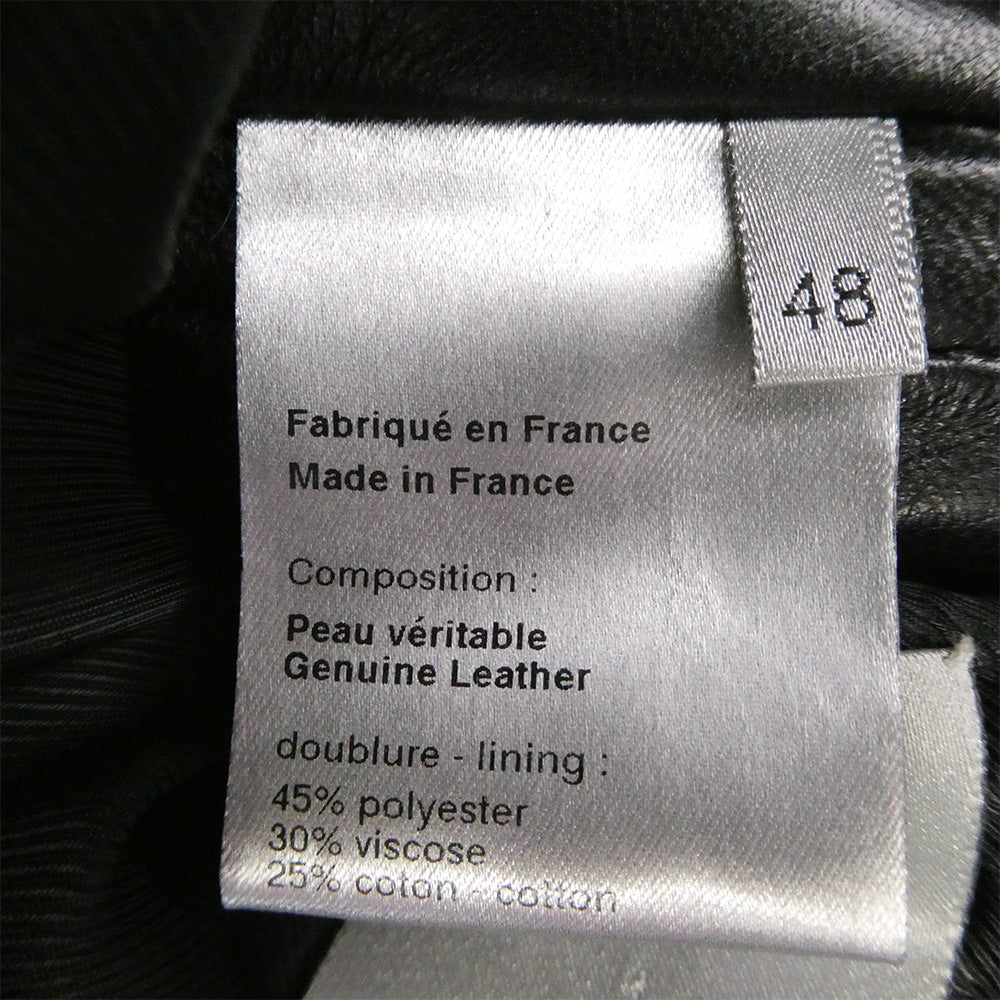 48
Fabriqué en France
Made in France
Composition :
Peau véritable
Genuine Leather
doublure - lining :
45% polyester
30% viscose
25% coton - cotton